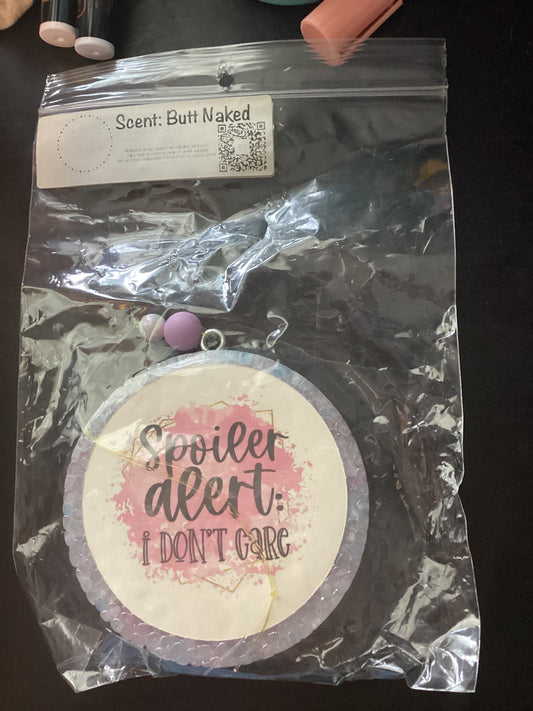 Scent: Butt Naked
Spoiler
alert:
i DON'T CARE